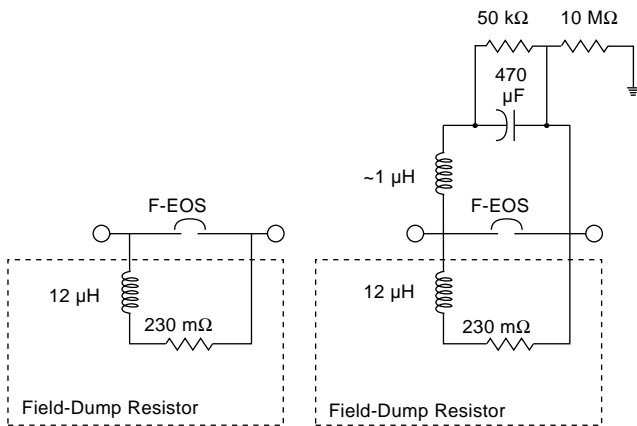 50 kΩ
10 MΩ
470
µF
~1 µH
F-EOS
F-EOS
12 µH
12 µH
230 mΩ
230 mΩ
Field-Dump Resistor
Field-Dump Resistor